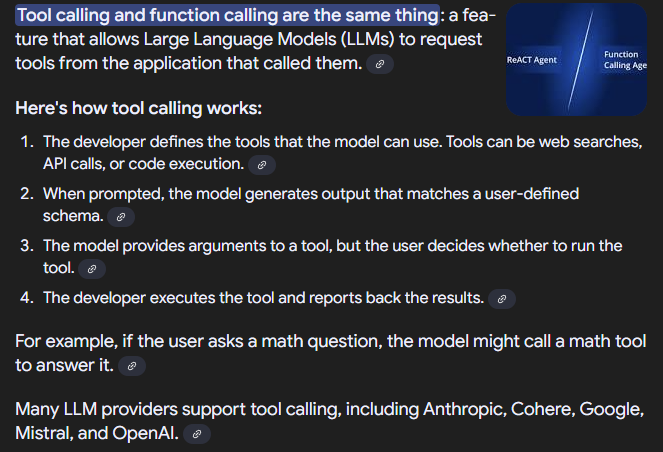 Tool calling and function calling are the same thing: a fea-
ture that allows Large Language Models (LLMs) to request
tools from the application that called them.
ReACT Agent
Function
Calling Age
Here's how tool calling works:
1. The developer defines the tools that the model can use. Tools can be web searches,
API calls, or code execution.
2. When prompted, the model generates output that matches a user-defined
schema.
3. The model provides arguments to a tool, but the user decides whether to run the
tool.
4. The developer executes the tool and reports back the results.
For example, if the user asks a math question, the model might call a math tool
to answer it.
Many LLM providers support tool calling, including Anthropic, Cohere, Google,
Mistral, and OpenAI.